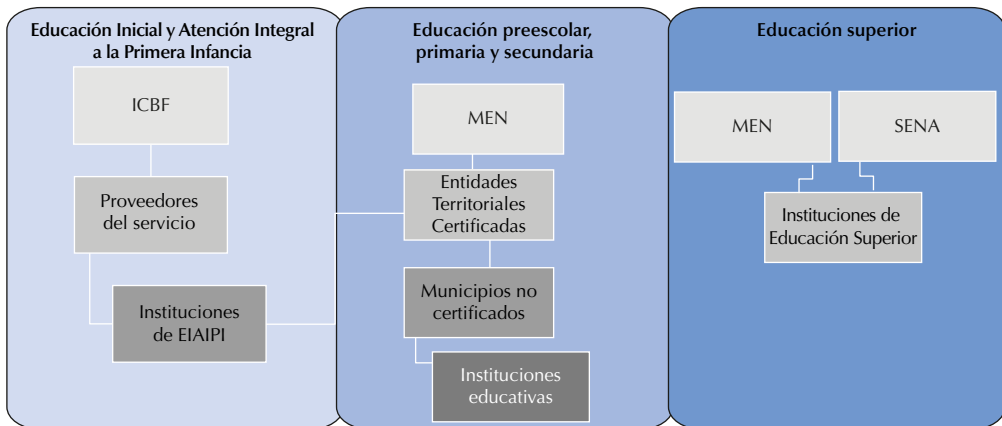 Educación Inicial y Atención Integral
a la Primera Infancia
ICBF
Proveedores
del servicio
Instituciones
de EIAIPI
Educación preescolar,
primaria y secundaria
MEN
Entidades
Territoriales
Certificadas
Municipios no
certificados
Instituciones
educativas
Educación superior
MEN
SENA
Instituciones de
Educación Superior